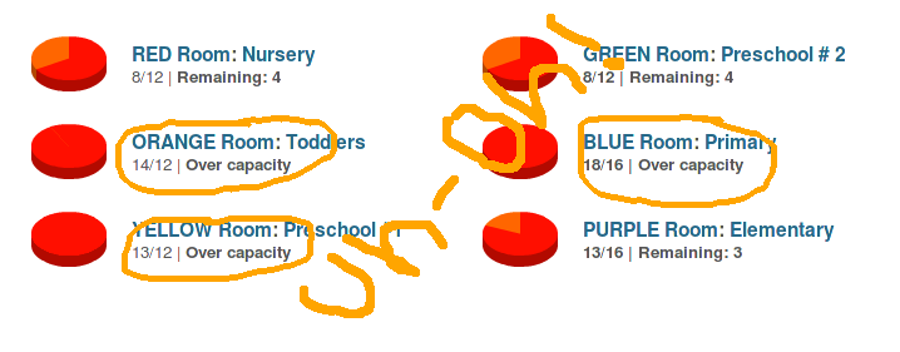 RED Room: Nursery
8/12 | Remaining: 4
ORANGE Room: Toddlers
14/12 | Over capacity
YELLOW Room: Preschool # 1
13/12 | Over capacity
GREEN Room: Preschool # 2
8/12 | Remaining: 4
BLUE Room: Primary
18/16 | Over capacity
PURPLE Room: Elementary
13/16 | Remaining: 3
Uh-oh!